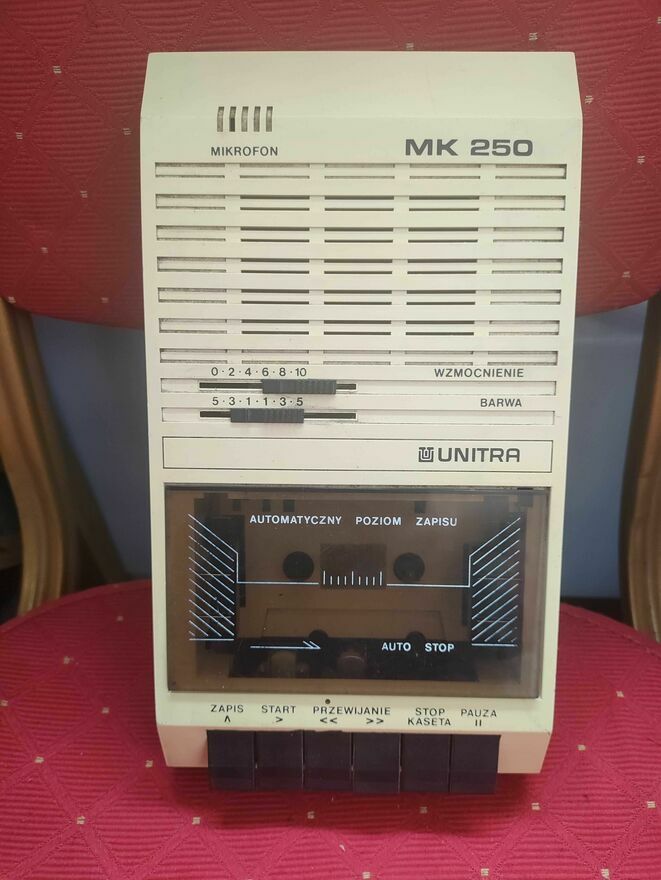 MIKROFON
MK 250
0·2·4·6·8·10
WZMOCNIENIE
5·3·1·1·3·5
BARWA
UNITRA
AUTOMATYCZNY POZIOM ZAPISU
AUTO STOP
ZAPIS START PRZEWIJANIE STOP PAUZA
^ > << >> KASETA II